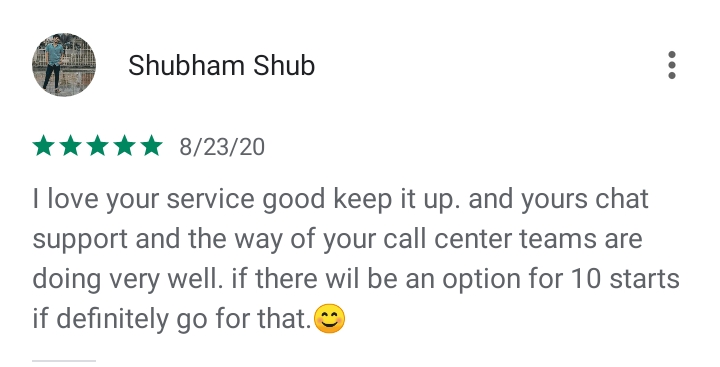 Shubham Shub
8/23/20
I love your service good keep it up. and yours chat
support and the way of your call center teams are
doing very well. if there wil be an option for 10 starts
if definitely go for that.😊